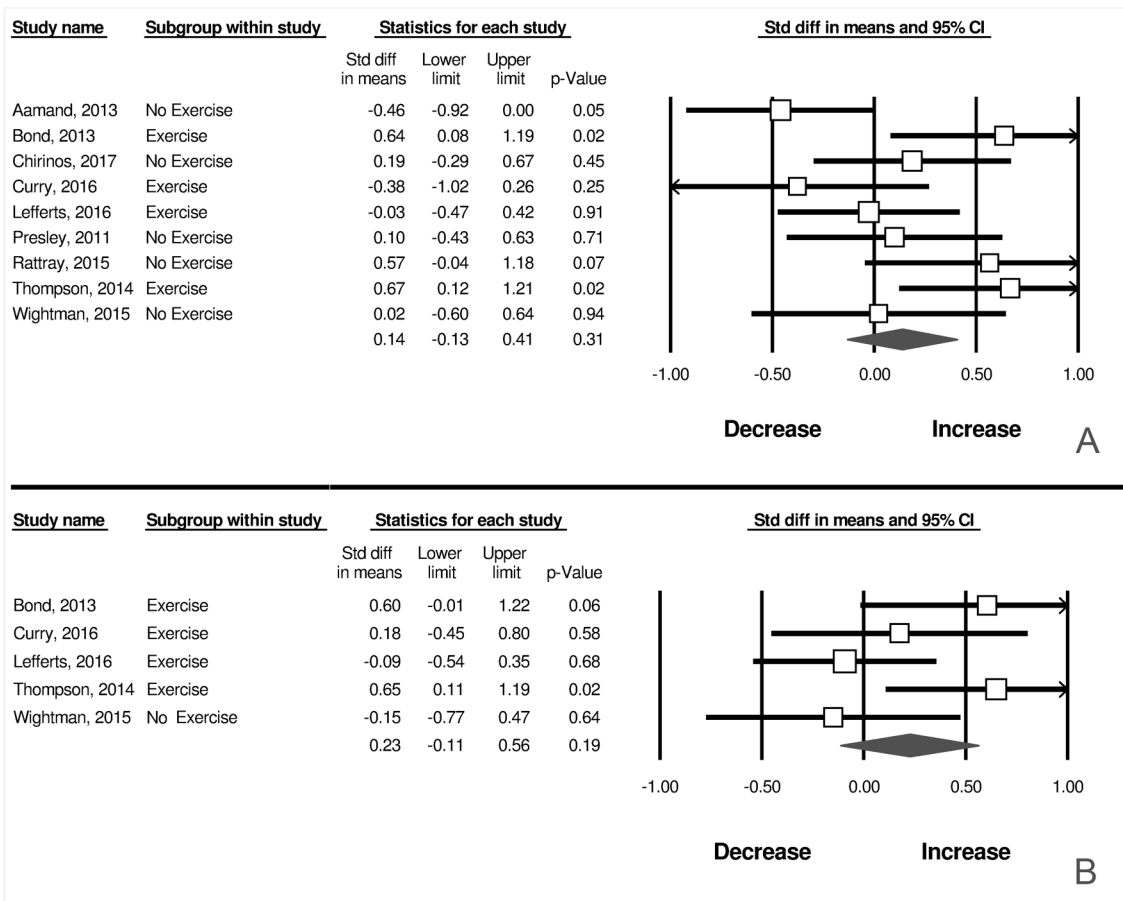 Study name Subgroup within study Statistics for each study Std diff in means and 95% CI
Std diff Lower Upper
in means limit limit p-Value
Aamand, 2013 No Exercise -0.46 -0.92 0.00 0.05
Bond, 2013 Exercise 0.64 0.08 1.19 0.02
Chirinos, 2017 No Exercise 0.19 -0.29 0.67 0.45
Curry, 2016 Exercise -0.38 -1.02 0.26 0.25
Lefferts, 2016 Exercise -0.03 -0.47 0.42 0.91
Presley, 2011 No Exercise 0.10 -0.43 0.63 0.71
Rattray, 2015 No Exercise 0.57 -0.04 1.18 0.07
Thompson, 2014 Exercise 0.67 0.12 1.21 0.02
Wightman, 2015 No Exercise 0.02 -0.60 0.64 0.94
0.14 -0.13 0.41 0.31
-1.00 -0.50 0.00 0.50 1.00
Decrease Increase
A
Study name Subgroup within study Statistics for each study Std diff in means and 95% CI
Std diff Lower Upper
in means limit limit p-Value
Bond, 2013 Exercise 0.60 -0.01 1.22 0.06
Curry, 2016 Exercise 0.18 -0.45 0.80 0.58
Lefferts, 2016 Exercise -0.09 -0.54 0.35 0.68
Thompson, 2014 Exercise 0.65 0.11 1.19 0.02
Wightman, 2015 No Exercise -0.15 -0.77 0.47 0.64
0.23 -0.11 0.56 0.19
-1.00 -0.50 0.00 0.50 1.00
Decrease Increase
B